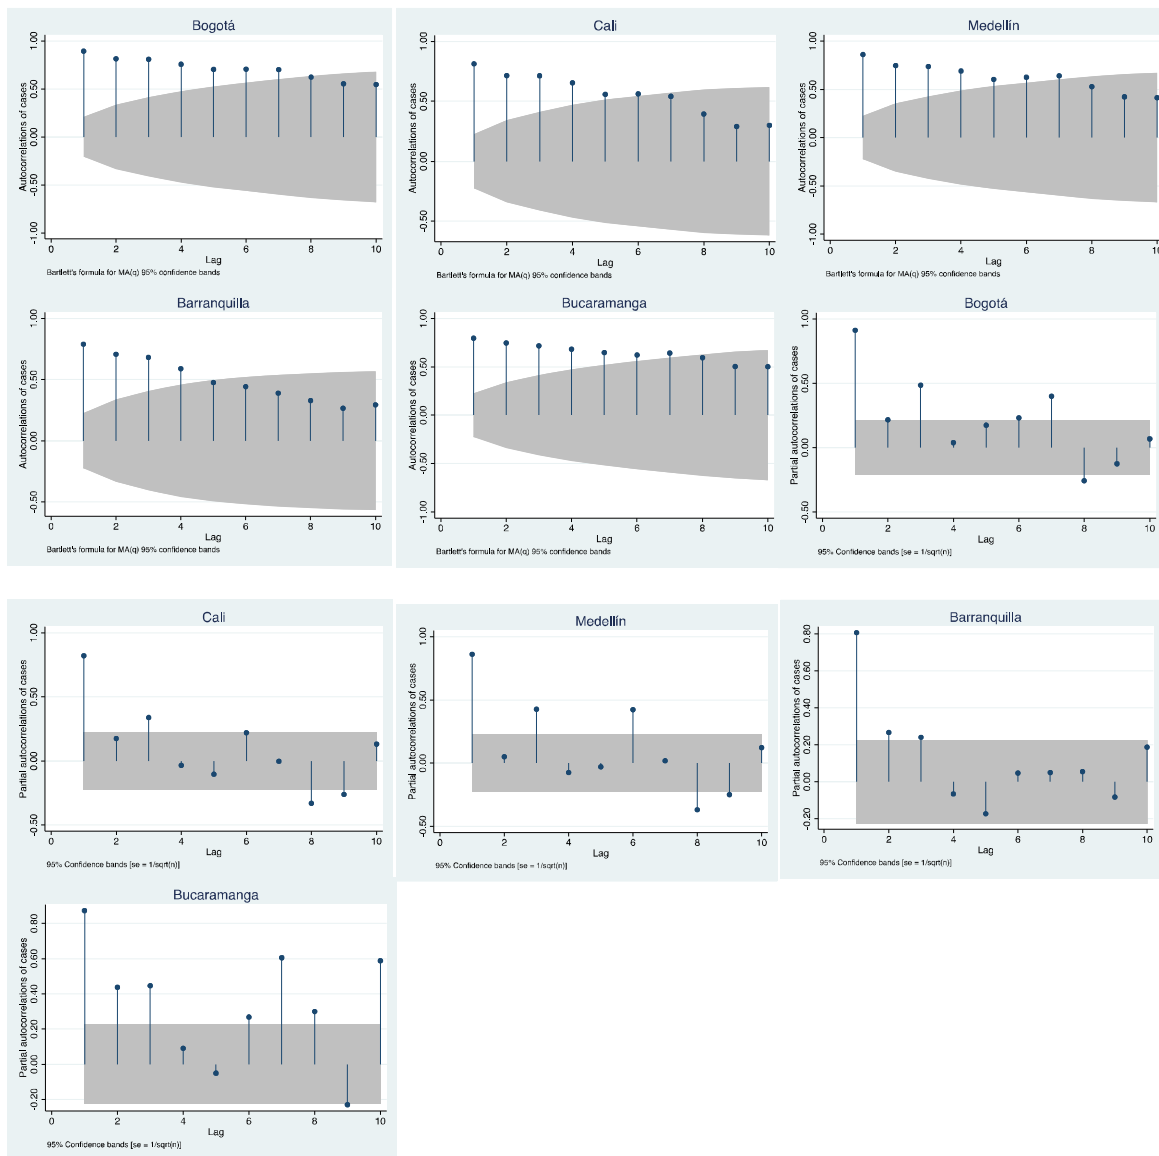 Bogotá
Autocorrelations of cases
1.00
0.50
0.00
-0.50
-1.00
0 2 4 6 8 10
Lag
Bartlett's formula for MA(q) 95% confidence bands
Cali
Autocorrelations of cases
1.00
0.50
0.00
-0.50
0 2 4 6 8 10
Lag
Bartlett's formula for MA(q) 95% confidence bands
Medellín
Autocorrelations of cases
1.00
0.50
0.00
-0.50
-1.00
0 2 4 6 8 10
Lag
Bartlett's formula for MA(q) 95% confidence bands
Barranquilla
Autocorrelations of cases
1.00
0.50
0.00
-0.50
0 2 4 6 8 10
Lag
Bartlett's formula for MA(q) 95% confidence bands
Bucaramanga
Autocorrelations of cases
1.00
0.50
0.00
-0.50
-1.00
0 2 4 6 8 10
Lag
Bartlett's formula for MA(q) 95% confidence bands
Bogotá
Partial autocorrelations of cases
1.00
0.50
0.00
-0.50
0 2 4 6 8 10
Lag
95% Confidence bands [se = 1/sqrt(n)]
Cali
Partial autocorrelations of cases
1.00
0.50
0.00
-0.50
0 2 4 6 8 10
Lag
95% Confidence bands [se = 1/sqrt(n)]
Medellín
Partial autocorrelations of cases
1.00
0.50
0.00
-0.50
0 2 4 6 8 10
Lag
95% Confidence bands [se = 1/sqrt(n)]
Barranquilla
Partial autocorrelations of cases
0.80
0.60
0.40
0.20
0.00
-0.20
0 2 4 6 8 10
Lag
95% Confidence bands [se = 1/sqrt(n)]
Bucaramanga
Partial autocorrelations of cases
0.80
0.60
0.40
0.20
0.00
-0.20
0 2 4 6 8 10
Lag
95% Confidence bands [se = 1/sqrt(n)]